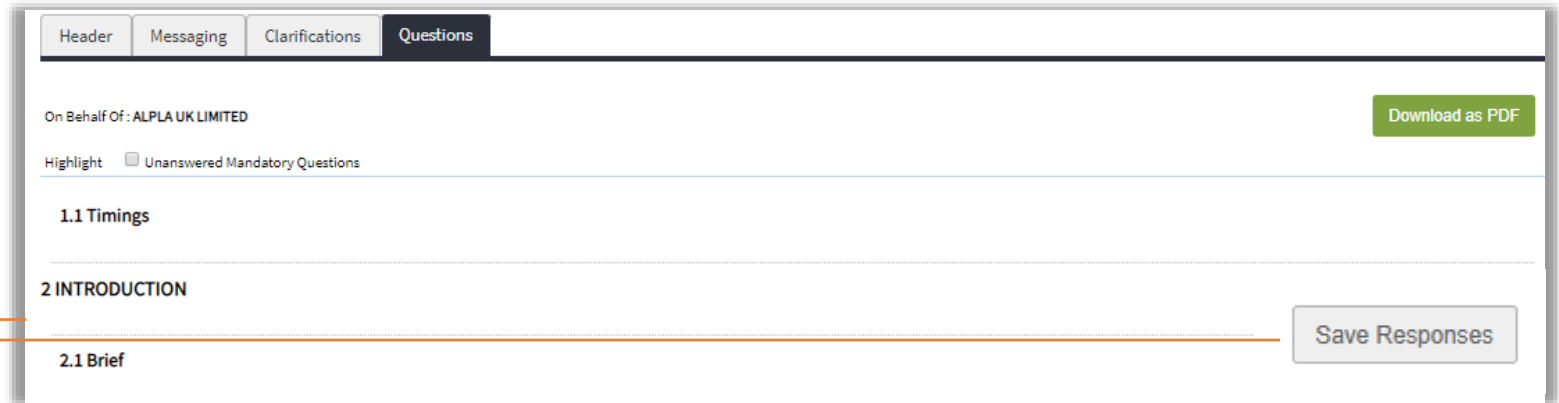 Header Messaging Clarifications Questions
On Behalf Of : ALPLA UK LIMITED
Download as PDF
Highlight Unanswered Mandatory Questions
1.1 Timings
2 INTRODUCTION
Save Responses
2.1 Brief